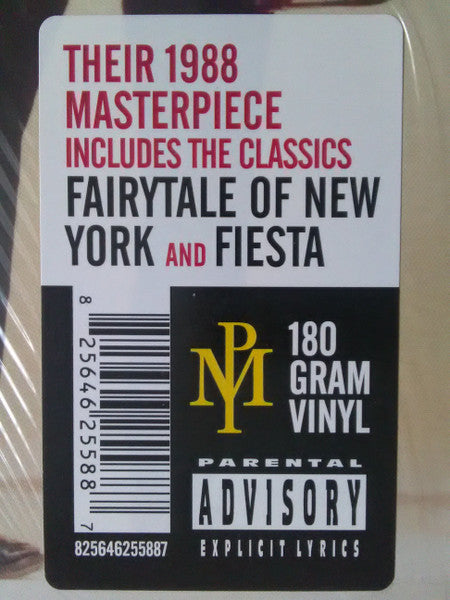 THEIR 1988
MASTERPIECE
INCLUDES THE CLASSICS
FAIRYTALE OF NEW
YORK AND FIESTA
8 25646 25588 7
825646255887
PM
180
GRAM
VINYL
PARENTAL
ADVISORY
EXPLICIT LYRICS